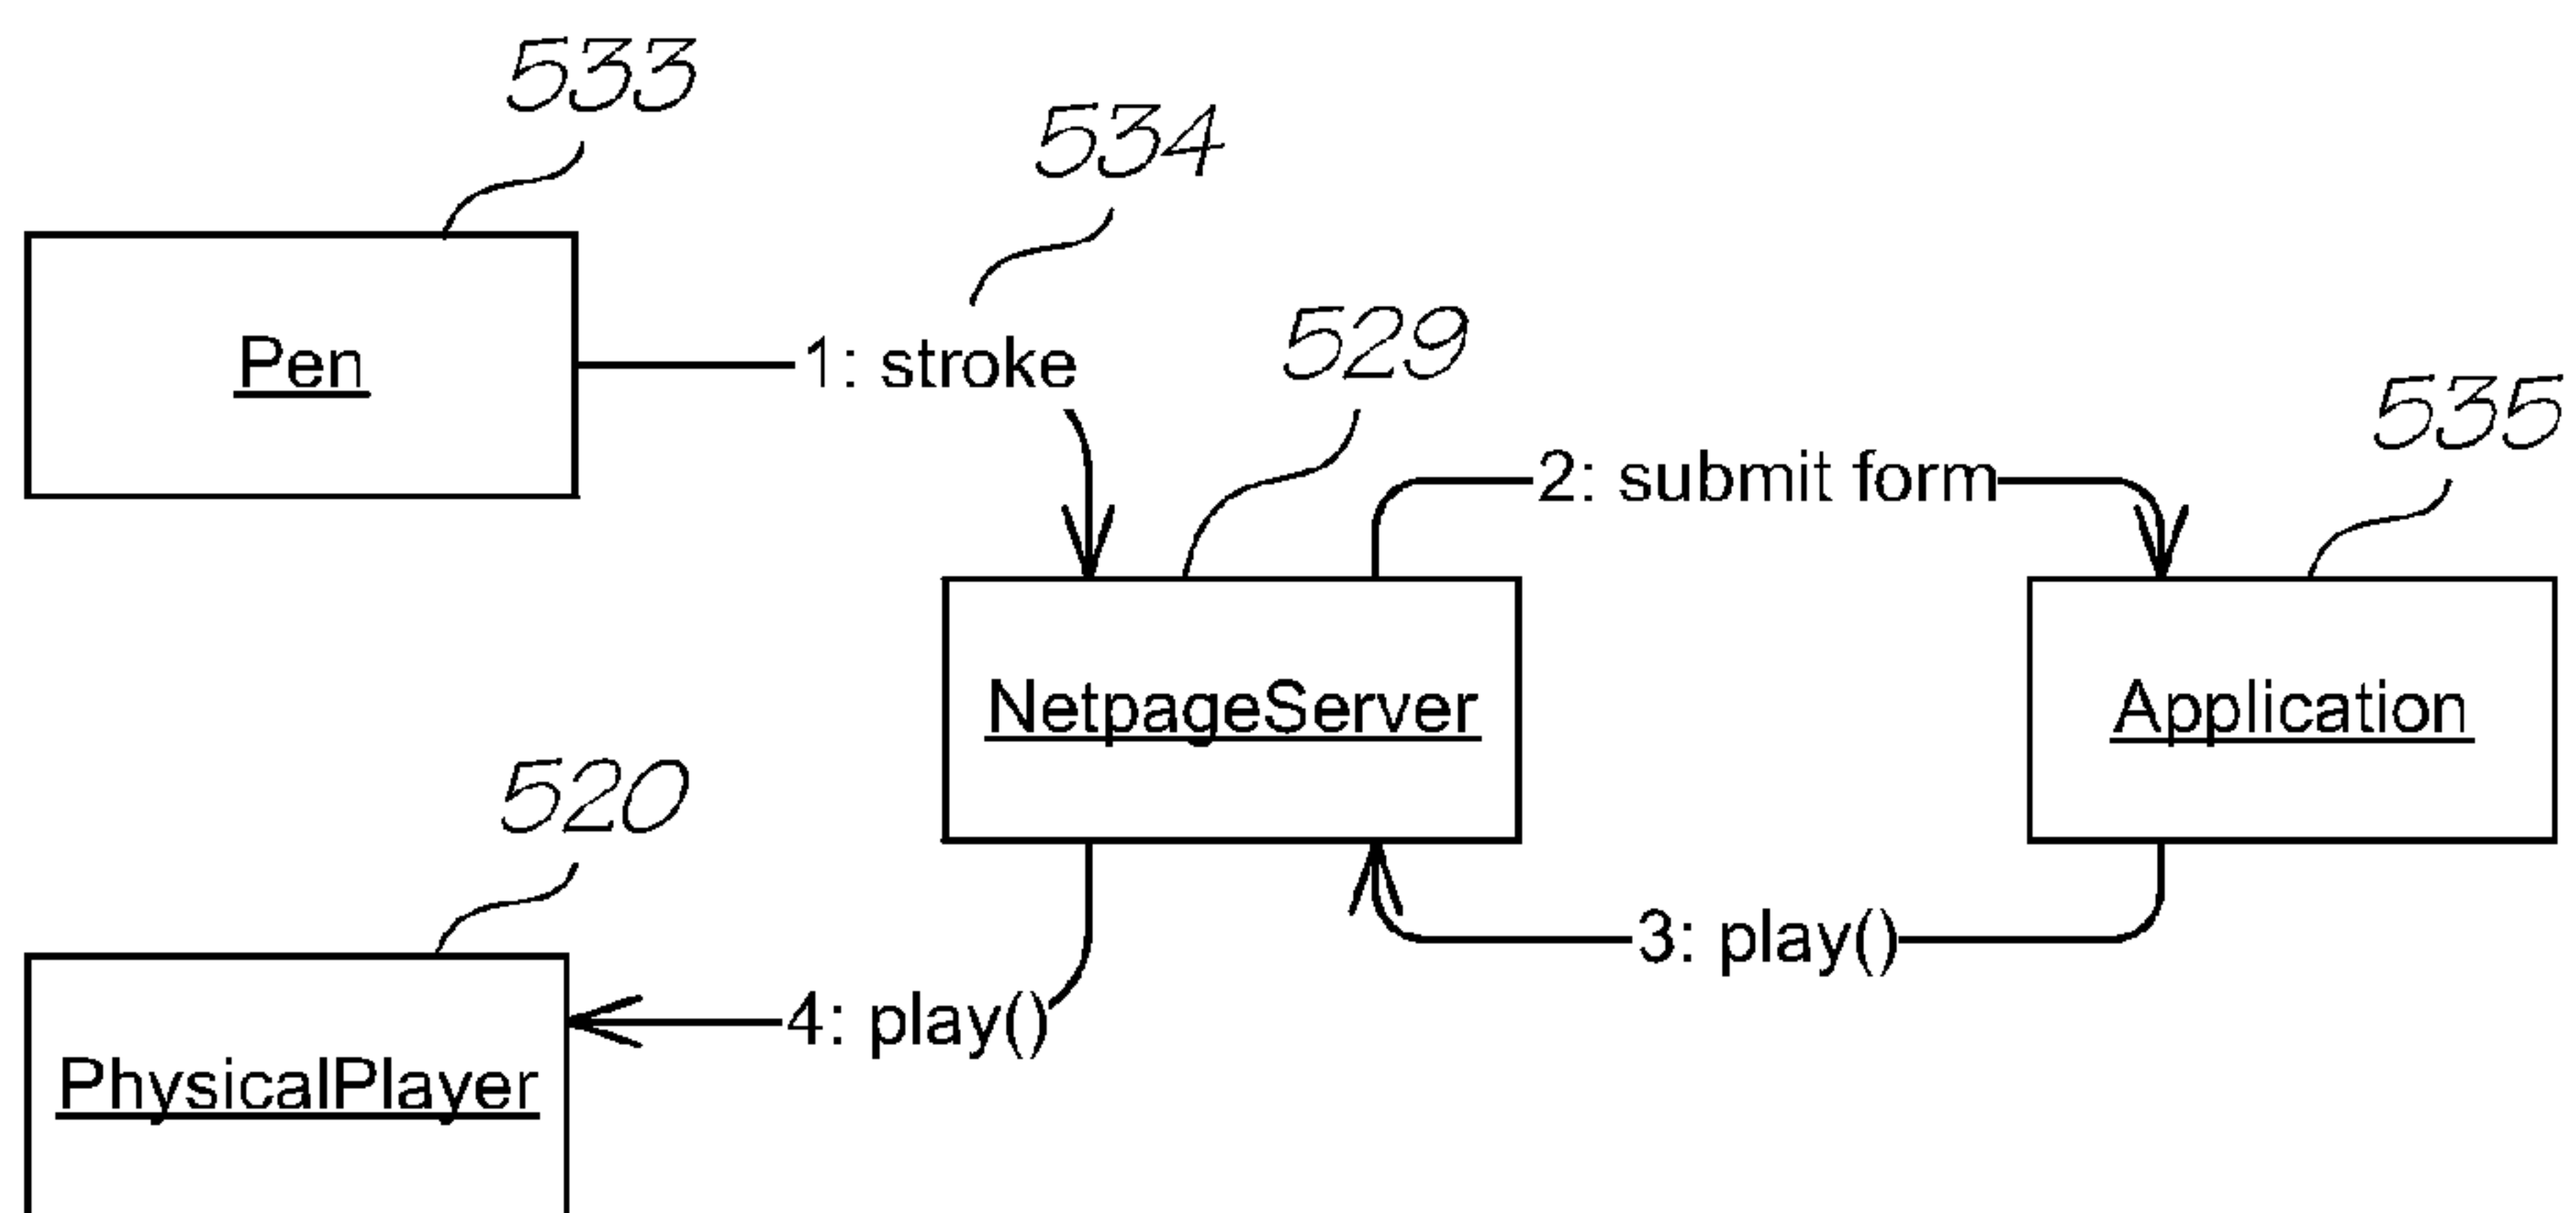 533
534
Pen
1: stroke
529
535
2: submit form
NetpageServer
Application
520
3: play()
4: play()
PhysicalPlayer